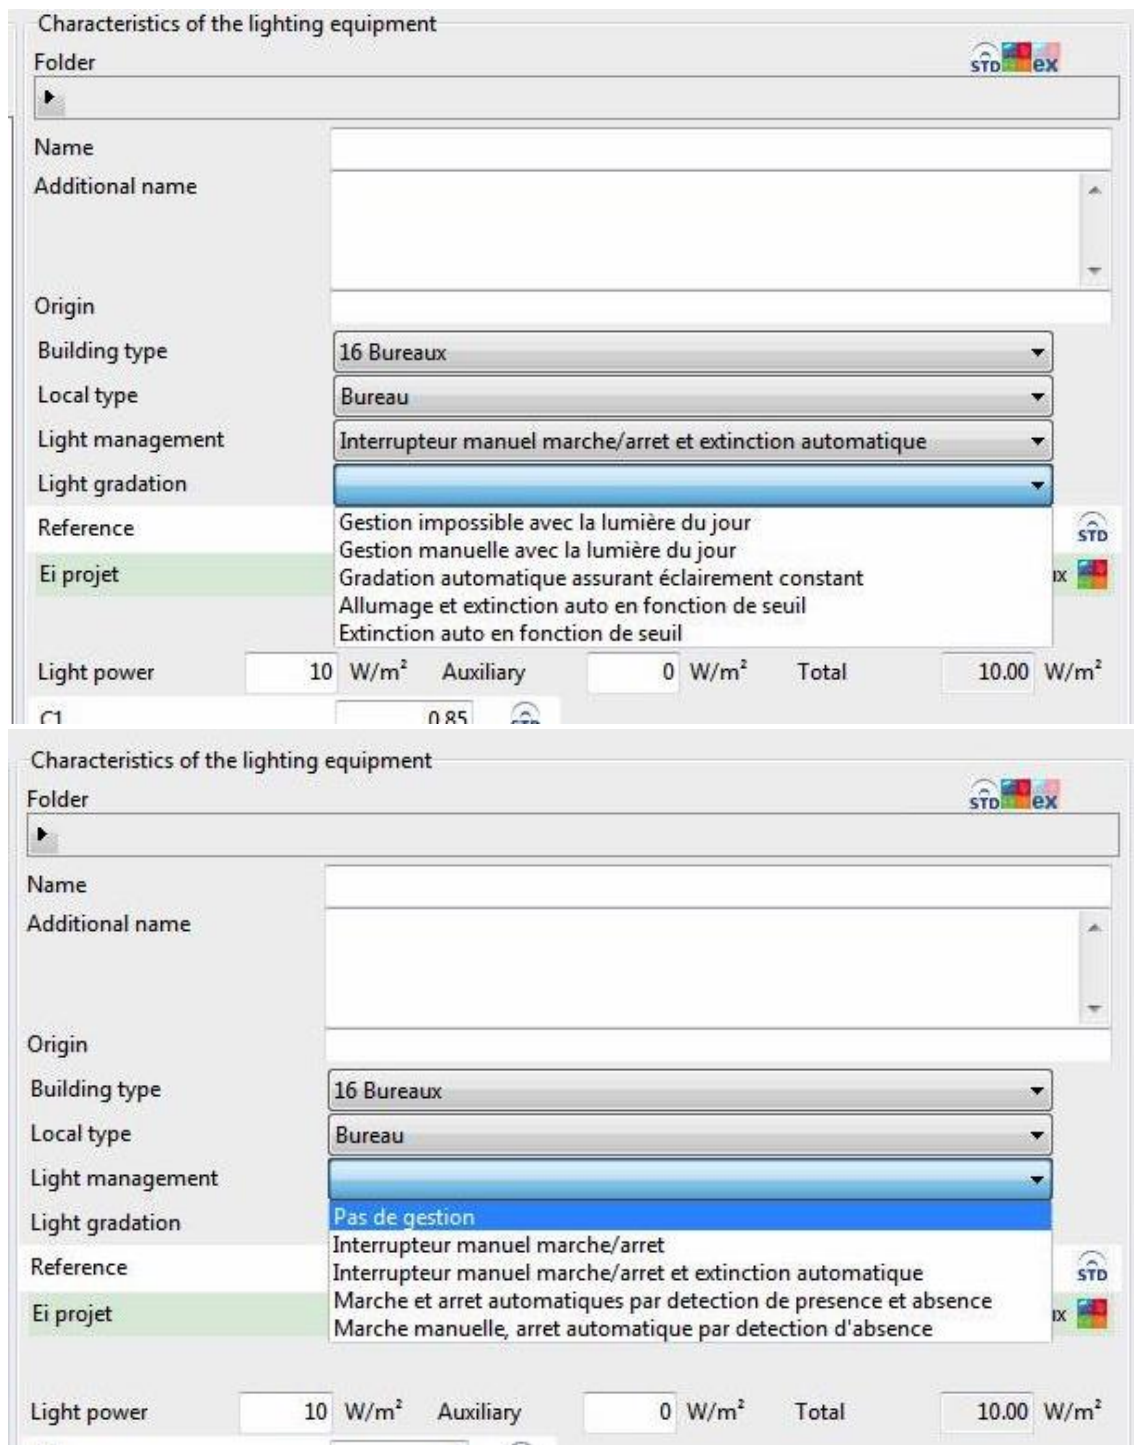 Characteristics of the lighting equipment
Folder STD ex
Name
Additional name
Origin
Building type 16 Bureaux
Local type Bureau
Light management Interrupteur manuel marche/arret et extinction automatique
Light gradation
Reference Gestion impossible avec la lumière du jour STD
Gestion manuelle avec la lumière du jour
Ei projet Gradation automatique assurant éclairement constant
Allumage et extinction auto en fonction de seuil
Extinction auto en fonction de seuil
Light power 10 W/m² Auxiliary 0 W/m² Total 10.00 W/m²
C1 0.85
Characteristics of the lighting equipment
Folder STD ex
Name
Additional name
Origin
Building type 16 Bureaux
Local type Bureau
Light management
Light gradation Pas de gestion
Interrupteur manuel marche/arret
Reference Interrupteur manuel marche/arret et extinction automatique STD
Ei projet Marche et arret automatiques par detection de presence et absence
Marche manuelle, arret automatique par detection d'absence
Light power 10 W/m² Auxiliary 0 W/m² Total 10.00 W/m²